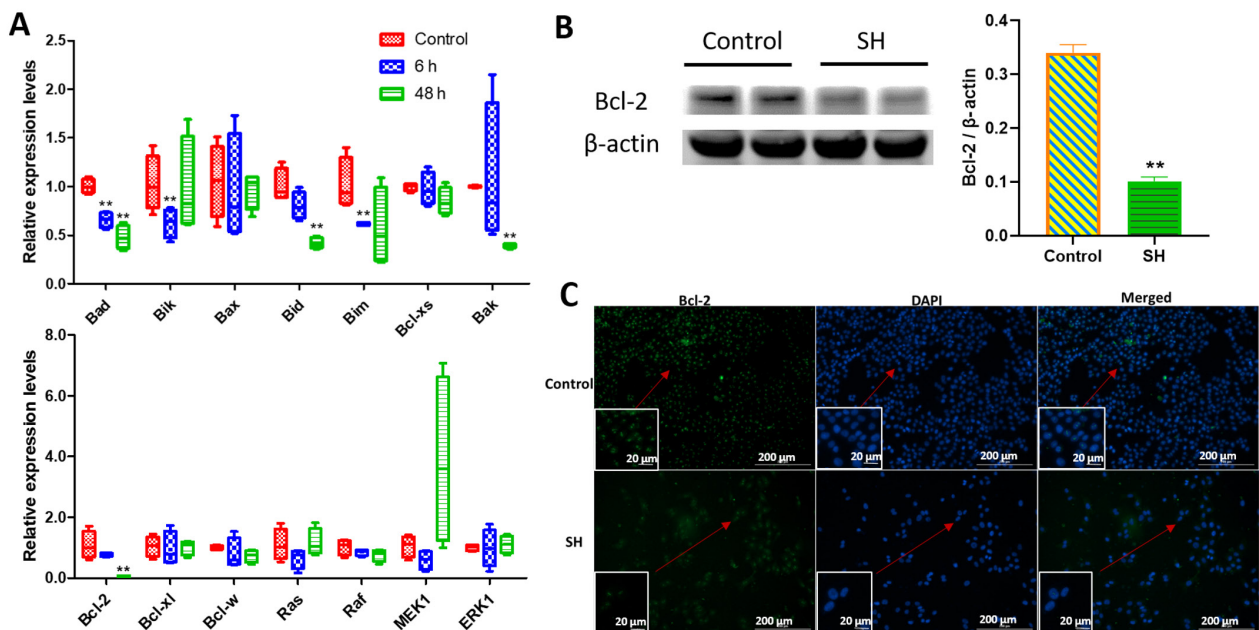 A
Relative expression levels
2.5
2.0
1.5
1.0
0.5
0.0
Control
6 h
48 h
** ** ** ** ** **
Bad Bik Bax Bid Bim Bcl-xs Bak
Relative expression levels
8.0
6.0
4.0
2.0
0.0
**
Bcl-2 Bcl-xl Bcl-w Ras Raf MEK1 ERK1
B
Control SH
Bcl-2
β-actin
Bcl-2 / β-actin
0.4
0.3
0.2
0.1
0.0
**
Control SH
C
Bcl-2 DAPI Merged
Control
20 μm 200 μm 20 μm 200 μm 20 μm 200 μm
SH
20 μm 200 μm 20 μm 200 μm 20 μm 200 μm